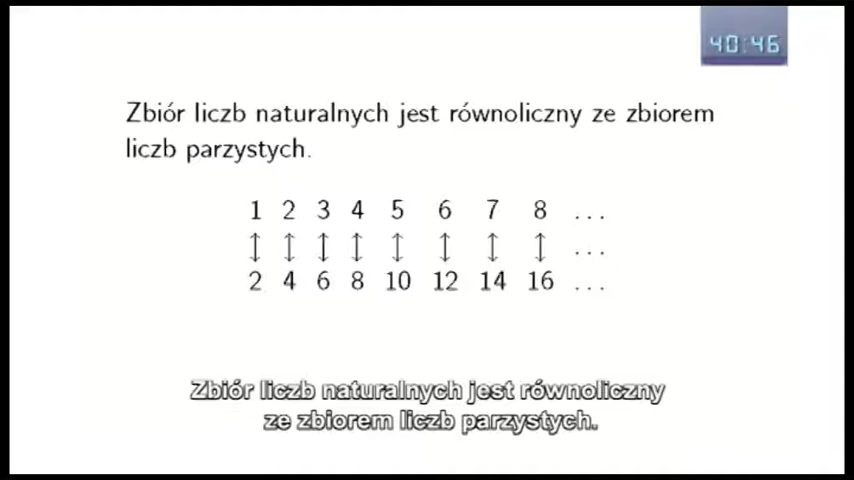 40:46
Zbiór liczb naturalnych jest równoliczny ze zbiorem
liczb parzystych.
1 2 3 4 5 6 7 8 ...
↕ ↕ ↕ ↕ ↕ ↕ ↕ ↕ ...
2 4 6 8 10 12 14 16 ...
Zbiór liczb naturalnych jest równoliczny
ze zbiorem liczb parzystych.